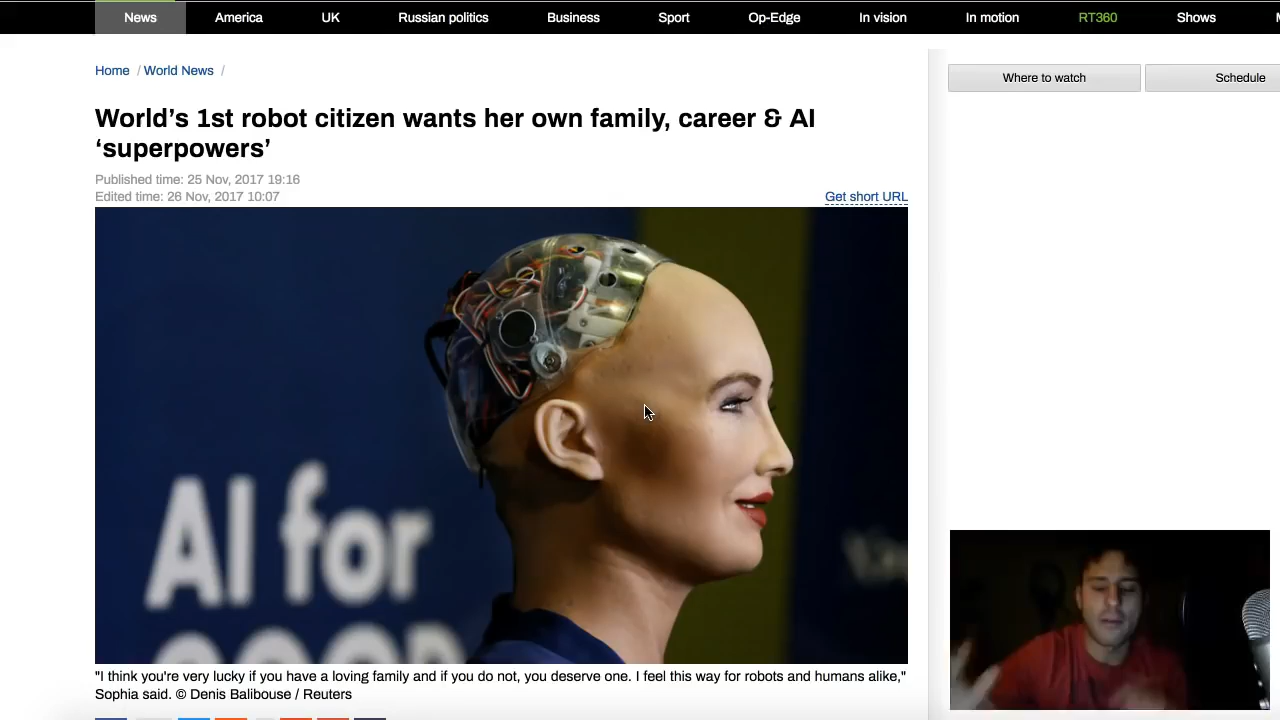 News America UK Russian politics Business Sport Op-Edge In vision In motion RT360 Shows
Home / World News /
Where to watch Schedule
World’s 1st robot citizen wants her own family, career & AI
‘superpowers’
Published time: 25 Nov, 2017 19:16
Edited time: 26 Nov, 2017 10:07
Get short URL
AI for
GOOD
"I think you're very lucky if you have a loving family and if you do not, you deserve one. I feel this way for robots and humans alike,"
Sophia said. © Denis Balibouse / Reuters